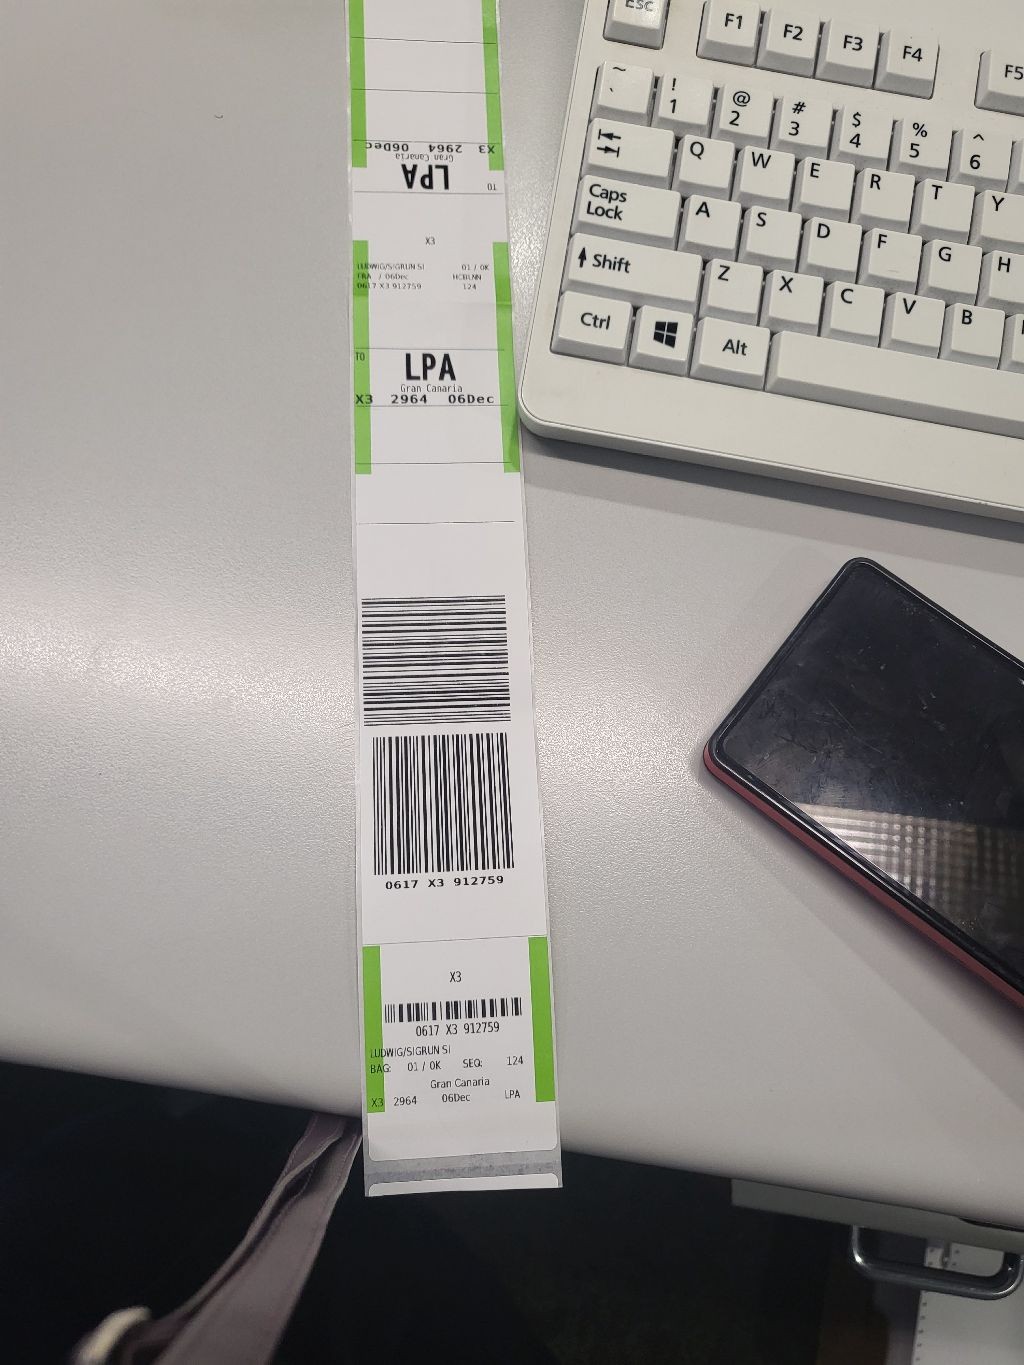 X3 2964 06Dec
Gran Canaria
LPA
TO
X3
LUDWIG/SIGRUN SI 01 / 0K
FRA / 06Dec HCBLNN
0617 X3 912759 124
TO
LPA
Gran Canaria
X3 2964 06Dec
0617 X3 912759
X3
0617 X3 912759
LUDWIG/SIGRUN SI
BAG: 01 / 0K SEQ: 124
Gran Canaria
X3 2964 06Dec LPA
Esc F1 F2 F3 F4 F5
~ ` ! 1 @ 2 # 3 $ 4 % 5 ^ 6
Q W E R T Y
Caps Lock A S D F G H
Shift Z X C V B
Ctrl Alt